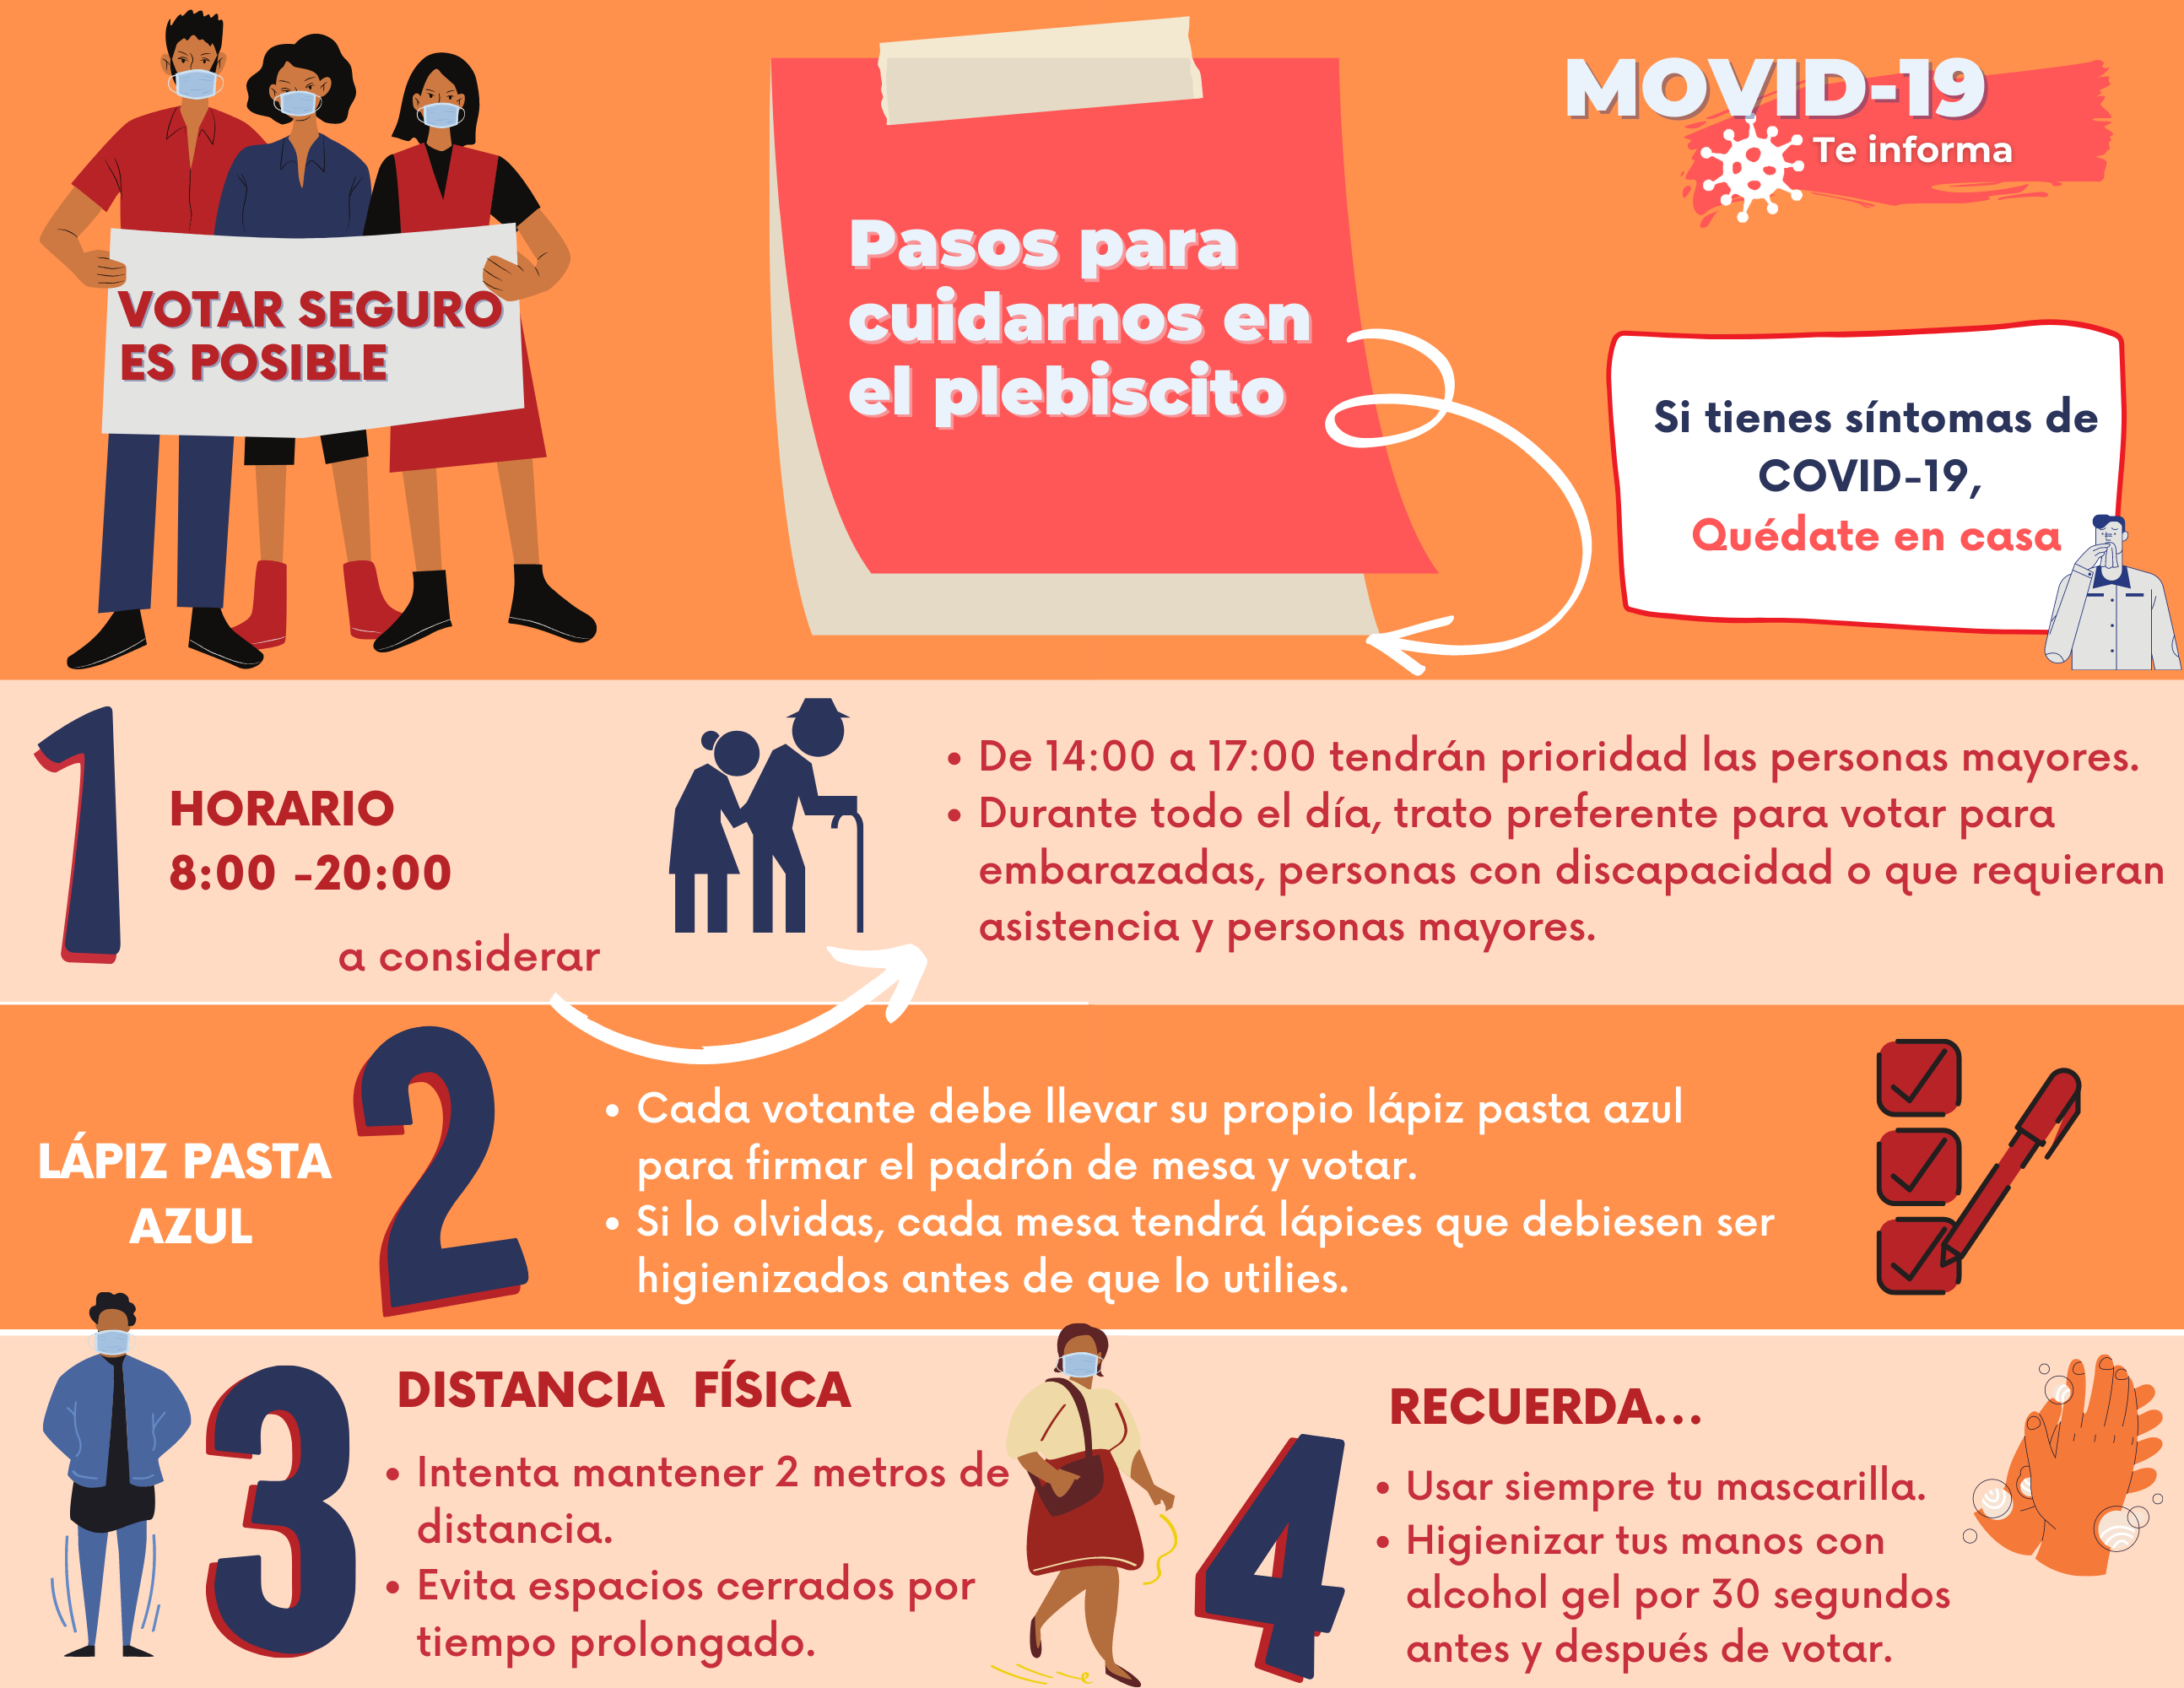 VOTAR SEGURO
ES POSIBLE
Pasos para
cuidarnos en
el plebiscito
MOVID-19
Te informa
Si tienes síntomas de
COVID-19,
Quédate en casa
1
HORARIO
8:00 -20:00
a considerar
• De 14:00 a 17:00 tendrán prioridad las personas mayores.
• Durante todo el día, trato preferente para votar para
embarazadas, personas con discapacidad o que requieran
asistencia y personas mayores.
LÁPIZ PASTA
AZUL
2
• Cada votante debe llevar su propio lápiz pasta azul
para firmar el padrón de mesa y votar.
• Si lo olvidas, cada mesa tendrá lápices que debiesen ser
higienizados antes de que lo utilies.
3
DISTANCIA FÍSICA
• Intenta mantener 2 metros de
distancia.
• Evita espacios cerrados por
tiempo prolongado.
4
RECUERDA...
• Usar siempre tu mascarilla.
• Higienizar tus manos con
alcohol gel por 30 segundos
antes y después de votar.